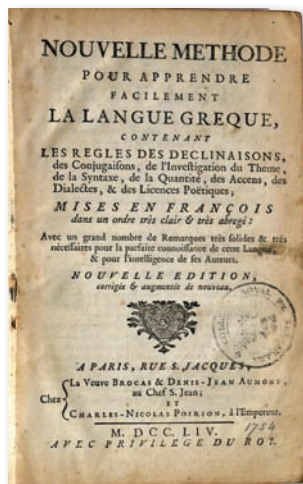 NOUVELLE METHODE
POUR APPRENDRE
FACILEMENT
LA LANGUE GREQUE,
CONTENANT
LES REGLES DES DECLINAISONS,
des Conjugaisons, de l'Investigation du Theme,
de la Syntaxe, de la Quantité, des Accens, des
Dialectes, & des Licences Poëtiques;
MISES EN FRANÇOIS
dans un ordre très clair & très abregé:
Avec un grand nombre de Remarques très solides & très
nécessaires pour la parfaite connoissance de cette Langue,
& pour l'intelligence de ses Auteurs.
NOUVELLE EDITION,
corrigée & augmentée de nouveau.
A PARIS, RUE S. JACQUES,
Chez
La Veuve BROCAS & DENIS-JEAN AUMONT,
au Chef S. Jean;
ET
CHARLES-NICOLAS POIRION, à l'Empereur.
M. DCC. LIV.
1754
AVEC PRIVILEGE DU ROI.